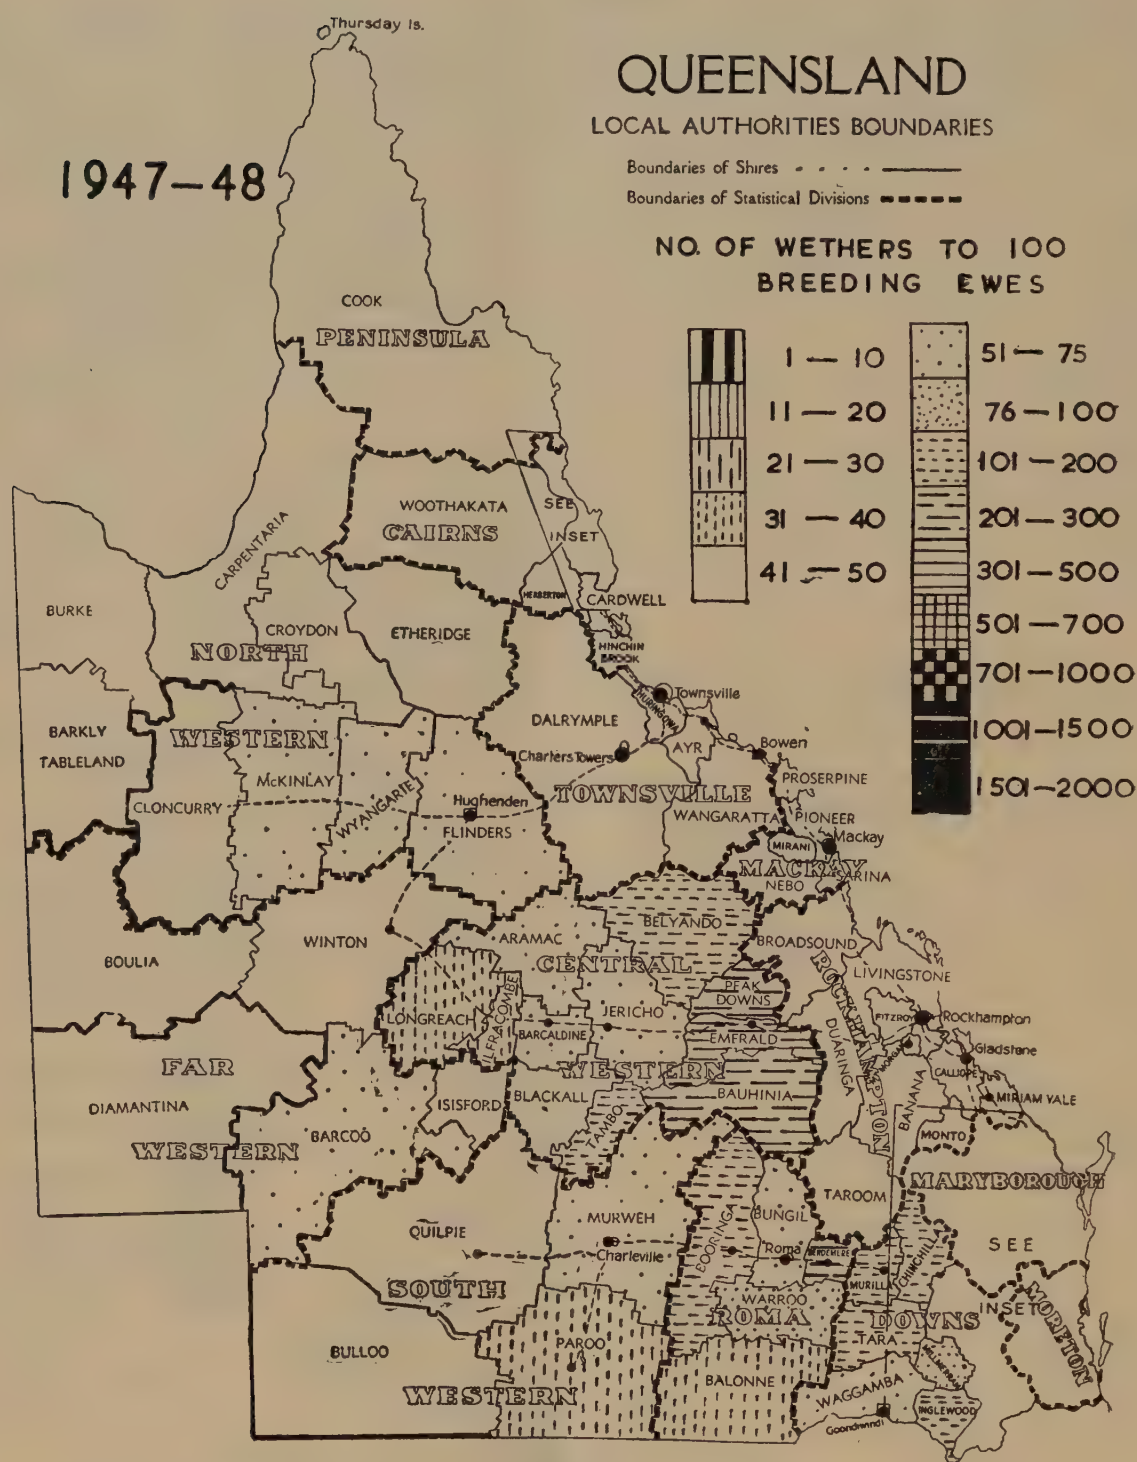 Thursday Is.
QUEENSLAND
LOCAL AUTHORITIES BOUNDARIES
Boundaries of Shires
Boundaries of Statistical Divisions
1947-48
NO. OF WETHERS TO 100
BREEDING EWES
1 — 10
11 — 20
21 — 30
31 — 40
41 — 50
51 — 75
76 — 100
101 — 200
201 — 300
301 — 500
501 — 700
701 — 1000
1001 — 1500
1501 — 2000
COOK
PENINSULA
WOOTHAKATA
CAIRNS
SEE
INSET
CARPENTARIA
HERBERTON
CARDWELL
BURKE
CROYDON
ETHERIDGE
NORTH
HINCHIN
BROOK
Townsville
THURINGOWA
DALRYMPLE
BARKLY
TABLELAND
WESTERN
AYR
Charters Towers
Bowen
McKINLAY
PROSERPINE
CLONCURRY
WYANGARIE
Hughenden
FLINDERS
TOWNSVILLE
WANGARATTA
PIONEER
Mackay
MIRANI
MACKAY
NEBO
SARINA
BELYANDO
WINTON
ARAMAC
BROADSOUND
BOULIA
CENTRAL
LIVINGSTONE
PEAK
DOWNS
ROCKHAMPTON
LONGREACH
ILFRACOMBE
JERICHO
BARCALDINE
FITZROY
Rockhampton
EMERALD
DUARINGA
Gladstone
FAR
WESTERN
CALLIOPE
BANANA
MIRIAM VALE
DIAMANTINA
ISISFORD
BLACKALL
BAUHINIA
TAMBO
BARCOO
MONTO
WESTERN
MARYBOROUGH
TAROOM
QUILPIE
MURWEH
BUNGIL
BOORINGA
Charleville
Roma
BENDEMERE
CHINCHILLA
SEE
MURILLA
SOUTH
WARROO
ROMA
DOWNS
INSET
MORETON
TARA
BULLOO
PAROO
MILLMERRAN
BALONNE
WAGGAMBA
WESTERN
INGLEWOOD
Goondiwindi